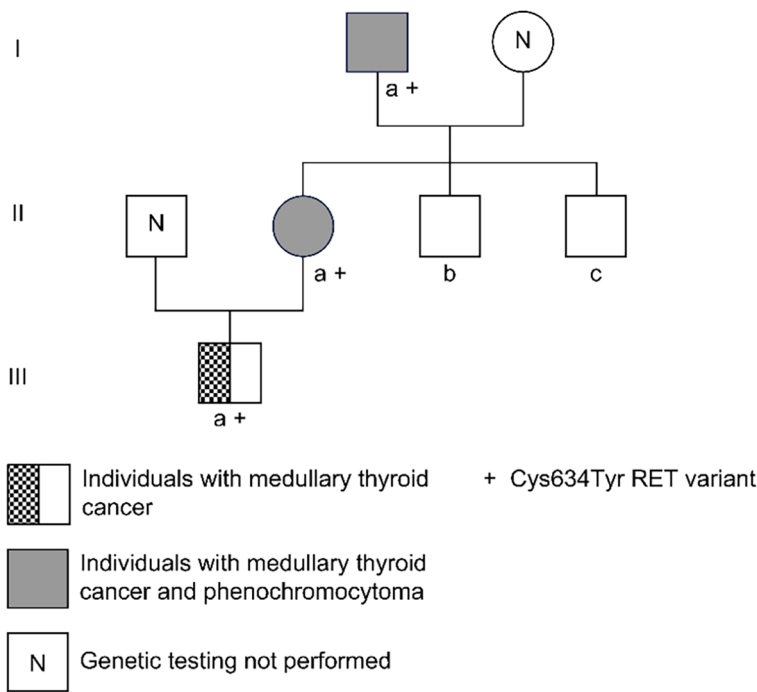 I
N
a +
II
N
a +
b
c
III
a +
Individuals with medullary thyroid
cancer
+ Cys634Tyr RET variant
Individuals with medullary thyroid
cancer and phenochromocytoma
N
Genetic testing not performed